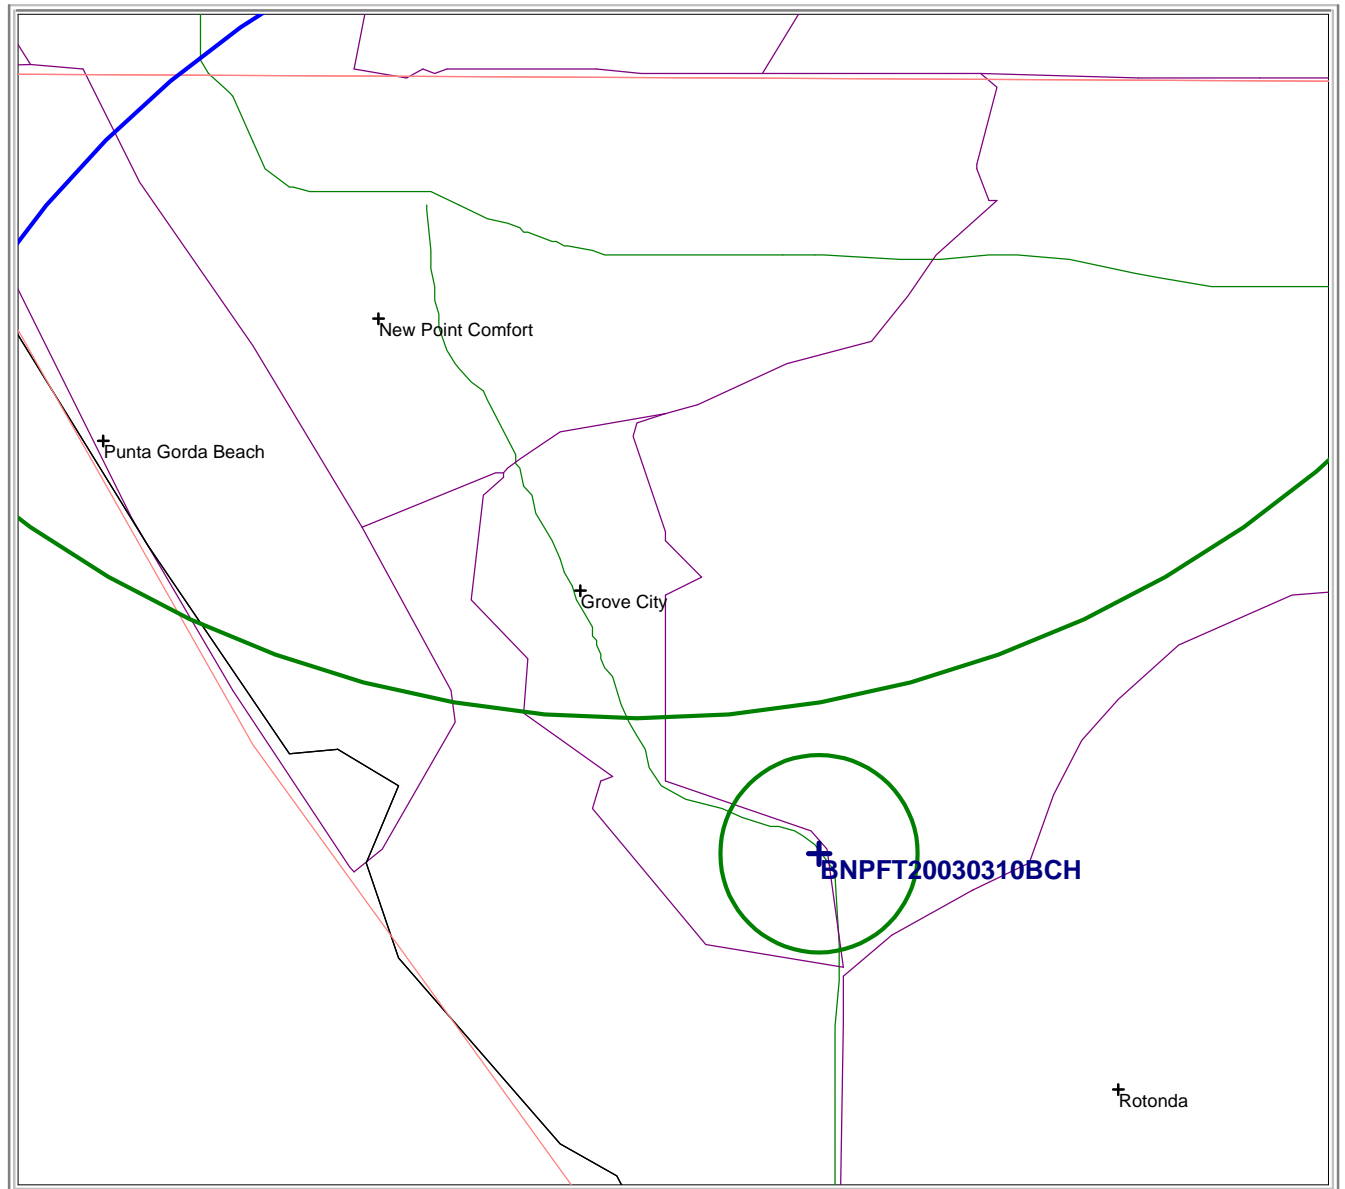 New Point Comfort
Punta Gorda Beach
Grove City
BNPFT20030310BCH
Rotonda